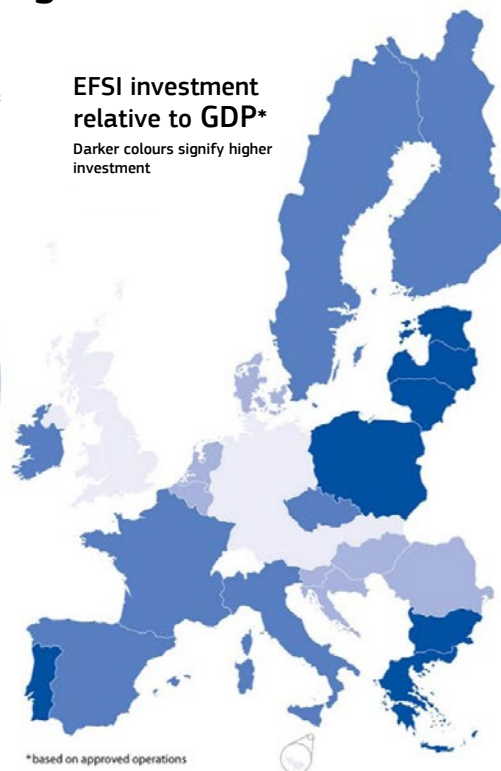 EFSI investment
relative to GDP*
Darker colours signify higher
investment
*based on approved operations